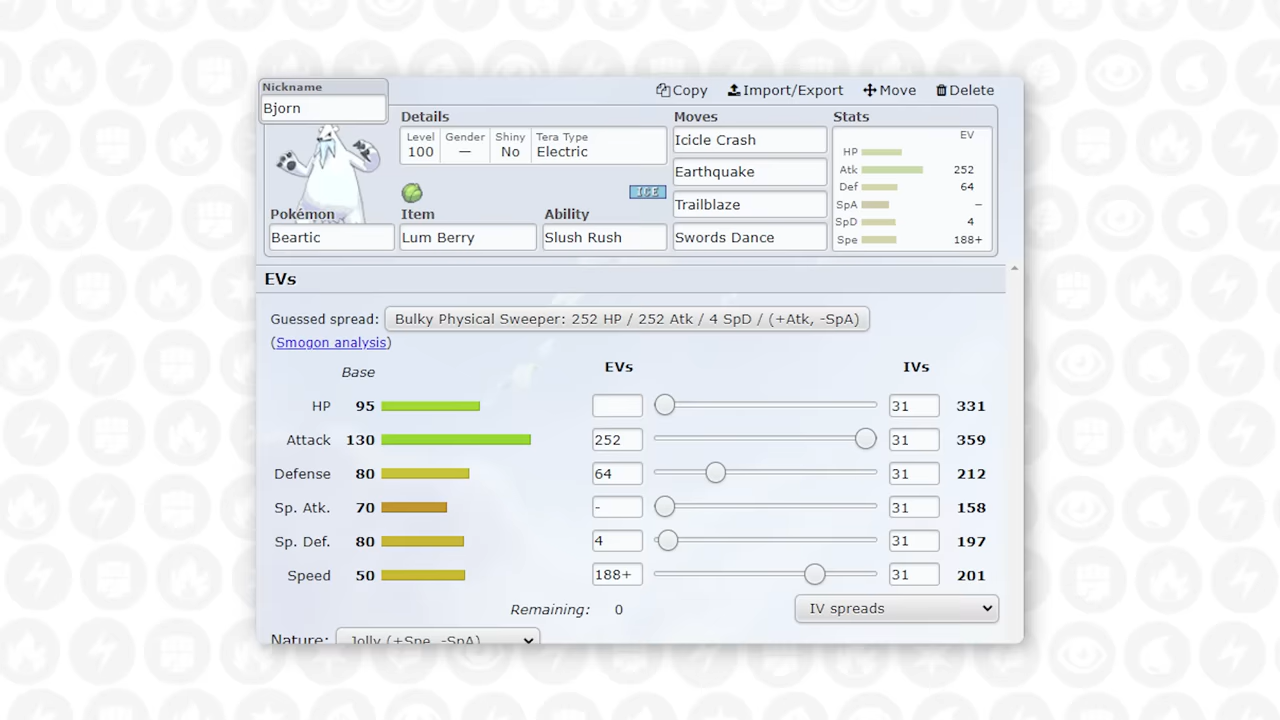 Nickname
Bjorn
Copy Import/Export Move Delete
Details
Level Gender Shiny Tera Type
100 — No Electric
ICE
Pokémon Item Ability
Beartic Lum Berry Slush Rush
Moves
Icicle Crash
Earthquake
Trailblaze
Swords Dance
Stats
EV
HP
Atk 252
Def 64
SpA –
SpD 4
Spe 188+
EVs
Guessed spread: Bulky Physical Sweeper: 252 HP / 252 Atk / 4 SpD / (+Atk, -SpA)
(Smogon analysis)
Base EVs IVs
HP 95 31 331
Attack 130 252 31 359
Defense 80 64 31 212
Sp. Atk. 70 - 31 158
Sp. Def. 80 4 31 197
Speed 50 188+ 31 201
Remaining: 0 IV spreads
Nature: Jolly (+Spe, -SpA)